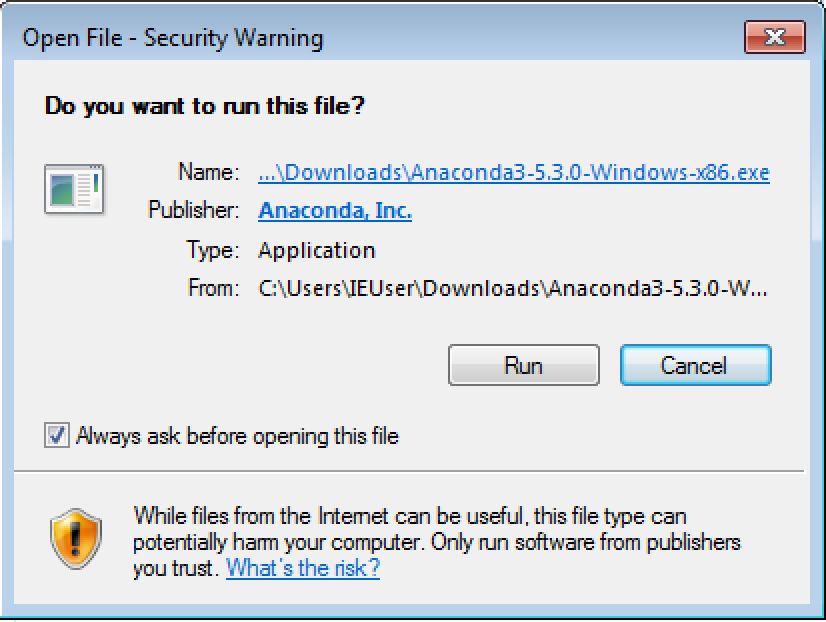 Open File - Security Warning
Do you want to run this file?
Name: ...\Downloads\Anaconda3-5.3.0-Windows-x86.exe
Publisher: Anaconda, Inc.
Type: Application
From: C:\Users\IEUser\Downloads\Anaconda3-5.3.0-W...
Run Cancel
Always ask before opening this file
While files from the Internet can be useful, this file type can
potentially harm your computer. Only run software from publishers
you trust. What's the risk?